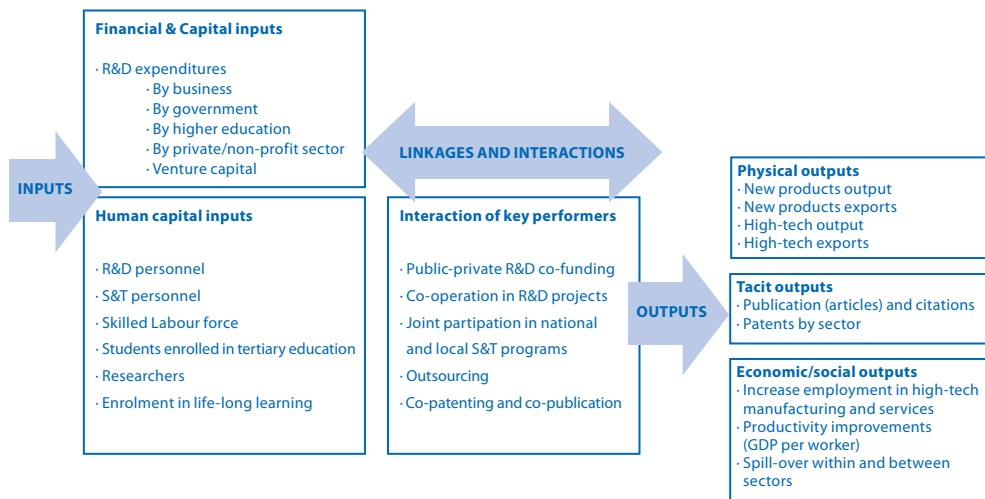 Financial & Capital inputs
· R&D expenditures
· By business
· By government
· By higher education
· By private/non-profit sector
· Venture capital
INPUTS
LINKAGES AND INTERACTIONS
Human capital inputs
· R&D personnel
· S&T personnel
· Skilled Labour force
· Students enrolled in tertiary education
· Researchers
· Enrolment in life-long learning
Interaction of key performers
· Public-private R&D co-funding
· Co-operation in R&D projects
· Joint partipation in national
and local S&T programs
· Outsourcing
· Co-patenting and co-publication
OUTPUTS
Physical outputs
· New products output
· New products exports
· High-tech output
· High-tech exports
Tacit outputs
· Publication (articles) and citations
· Patents by sector
Economic/social outputs
· Increase employment in high-tech
manufacturing and services
· Productivity improvements
(GDP per worker)
· Spill-over within and between
sectors